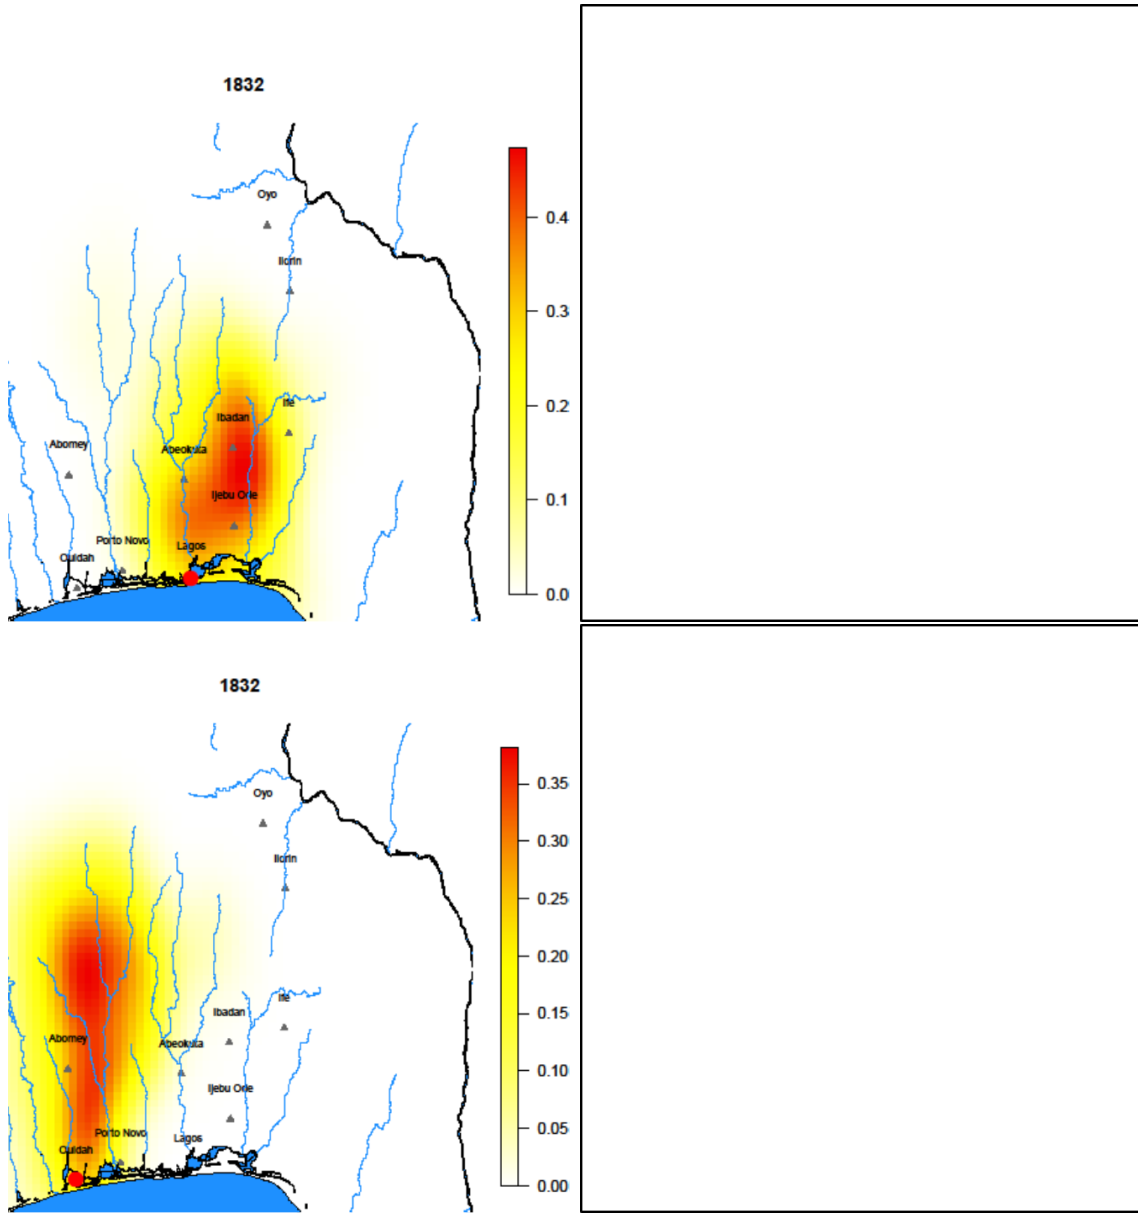 1832
Oyo
0.4
Ilorin
0.3
0.2
Ife
Ibadan
Abomey
Abeokuta
Ijebu Ode
0.1
Porto Novo
Lagos
Ouidah
0.0
1832
0.35
Oyo
0.30
Ilorin
0.25
0.20
Ife
0.15
Ibadan
Abomey
Abeokuta
0.10
Ijebu Ode
Porto Novo
Lagos
0.05
Ouidah
0.00